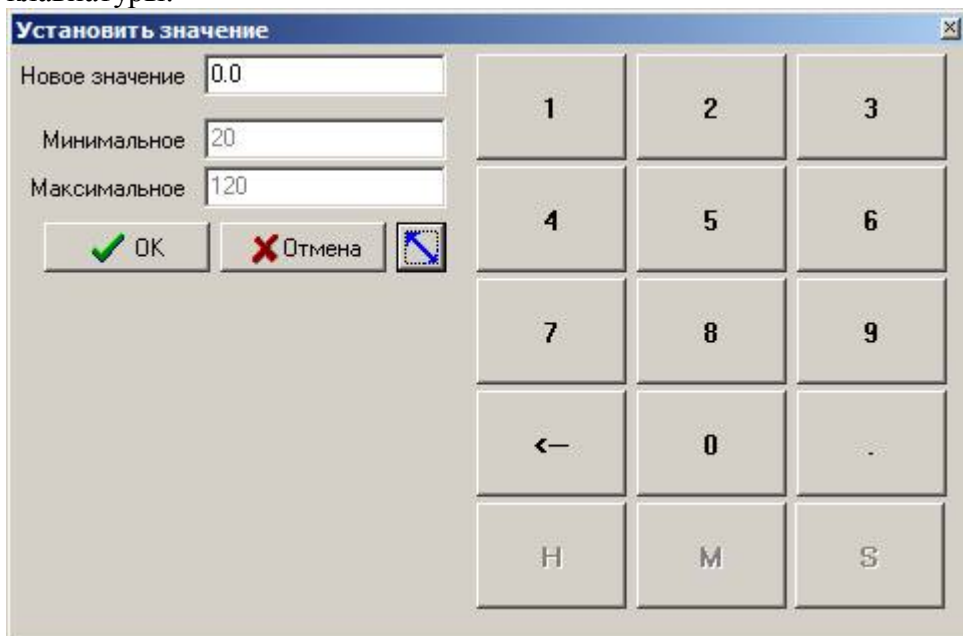 клавиатуры.
Установить значение
Новое значение 0.0
Минимальное 20
Максимальное 120
OK Отмена
1 2 3
4 5 6
7 8 9
<-- 0 .
H M S